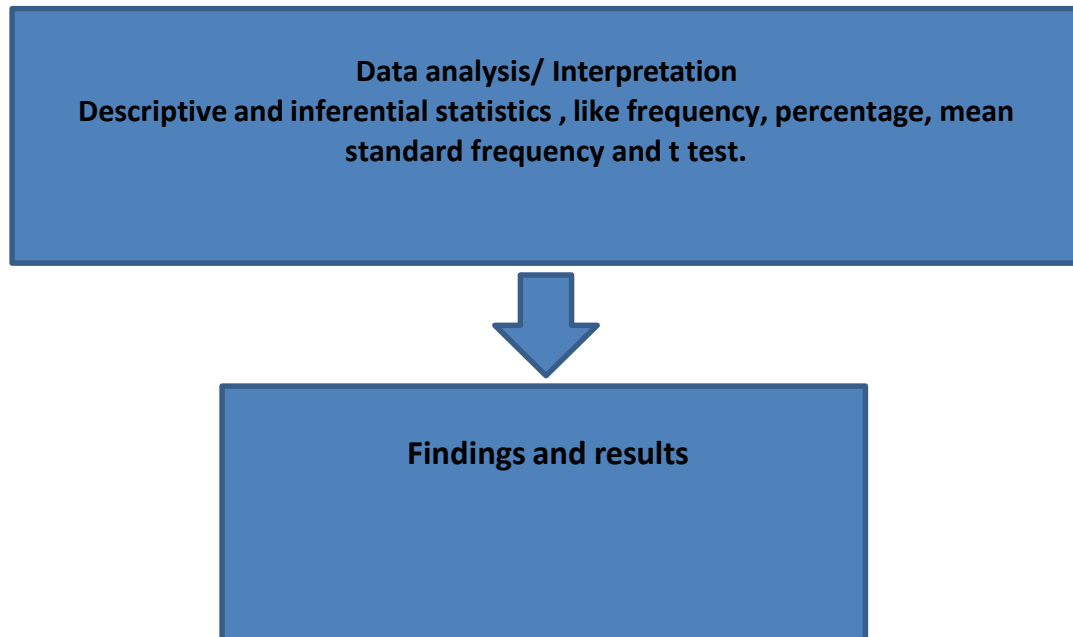 Data analysis/ Interpretation
Descriptive and inferential statistics , like frequency, percentage, mean
standard frequency and t test.
Findings and results